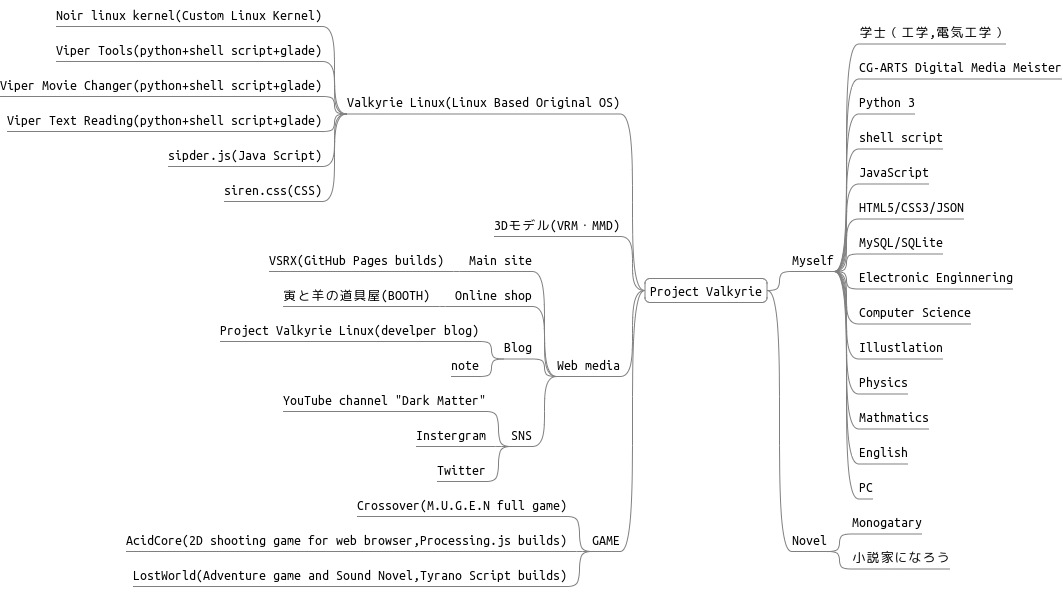 Noir linux kernel(Custom Linux Kernel)
Viper Tools(python+shell script+glade)
Viper Movie Changer(python+shell script+glade)
Viper Text Reading(python+shell script+glade)
sipder.js(Java Script)
siren.css(CSS)
Valkyrie Linux(Linux Based Original OS)
3Dモデル(VRM・MMD)
VSRX(GitHub Pages builds)
Main site
寅と羊の道具屋(BOOTH)
Online shop
Project Valkyrie Linux(develper blog)
note
Blog
YouTube channel "Dark Matter"
Instergram
Twitter
SNS
Web media
Crossover(M.U.G.E.N full game)
AcidCore(2D shooting game for web browser,Processing.js builds)
LostWorld(Adventure game and Sound Novel,Tyrano Script builds)
GAME
Project Valkyrie
Myself
学士（工学,電気工学）
CG-ARTS Digital Media Meister
Python 3
shell script
JavaScript
HTML5/CSS3/JSON
MySQL/SQLite
Electronic Enginnering
Computer Science
Illustlation
Physics
Mathmatics
English
PC
Novel
Monogatary
小説家になろう